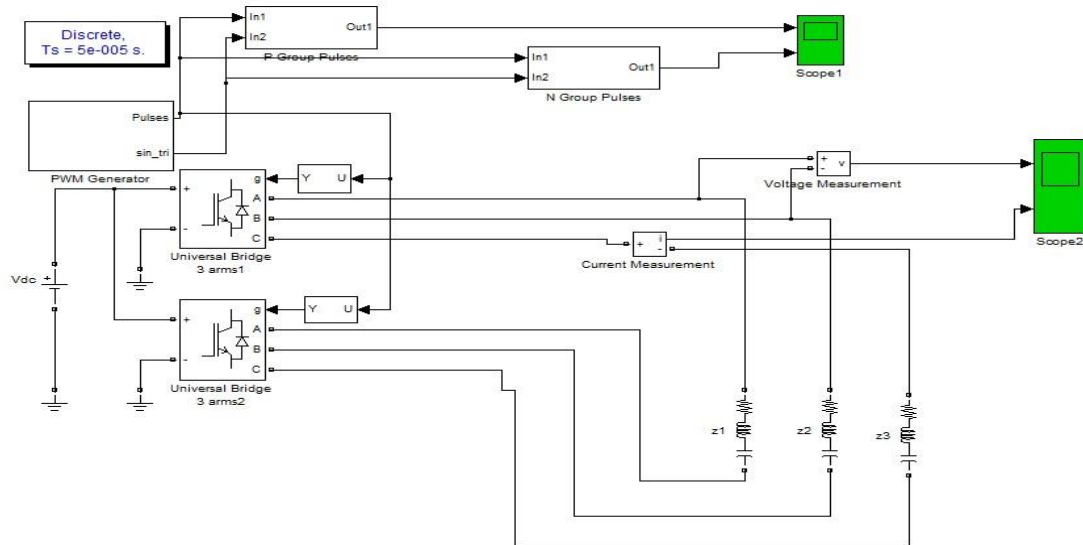 Discrete,
Ts = 5e-005 s.
In1
In2
Out1
P Group Pulses
In1
In2
Out1
N Group Pulses
Scope1
Pulses
sin_tri
PWM Generator
+
-
v
Voltage Measurement
Scope2
g
Y
U
+
-
A
B
C
Universal Bridge
3 arms1
+
i
-
Current Measurement
Vdc
+
g
Y
U
+
-
A
B
C
Universal Bridge
3 arms2
z1
z2
z3